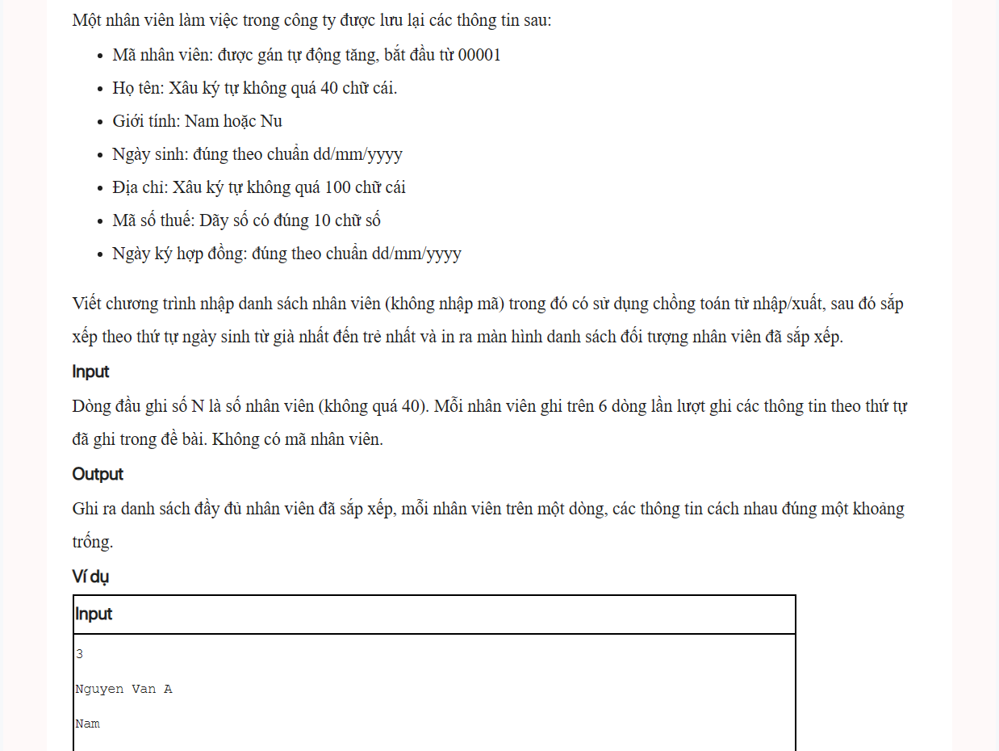 Một nhân viên làm việc trong công ty được lưu lại các thông tin sau:
Mã nhân viên: được gán tự động tăng, bắt đầu từ 00001
Họ tên: Xâu ký tự không quá 40 chữ cái.
Giới tính: Nam hoặc Nu
Ngày sinh: đúng theo chuẩn dd/mm/yyyy
Địa chỉ: Xâu ký tự không quá 100 chữ cái
Mã số thuế: Dãy số có đúng 10 chữ số
Ngày ký hợp đồng: đúng theo chuẩn dd/mm/yyyy
Viết chương trình nhập danh sách nhân viên (không nhập mã) trong đó có sử dụng chồng toán tử nhập/xuất, sau đó sắp
xếp theo thứ tự ngày sinh từ già nhất đến trẻ nhất và in ra màn hình danh sách đối tượng nhân viên đã sắp xếp.
Input
Dòng đầu ghi số N là số nhân viên (không quá 40). Mỗi nhân viên ghi trên 6 dòng lần lượt ghi các thông tin theo thứ tự
đã ghi trong đề bài. Không có mã nhân viên.
Output
Ghi ra danh sách đầy đủ nhân viên đã sắp xếp, mỗi nhân viên trên một dòng, các thông tin cách nhau đúng một khoảng
trống.
Ví dụ
Input
3
Nguyen Van A
Nam